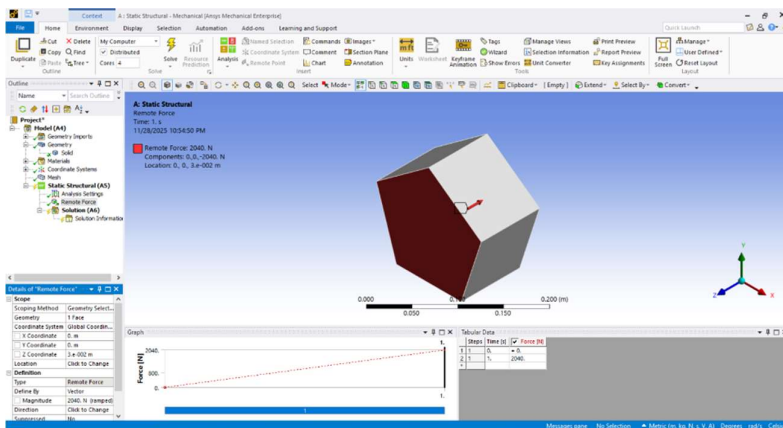 Context
A : Static Structural - Mechanical [Ansys Mechanical Enterprise]
File Home Environment Display Selection Automation Add-ons Learning and Support
Quick Launch
Duplicate
Cut
Copy
Paste
Delete
Find
Tree
Outline
My Computer
Distributed
Cores 4
Solve
Resource Prediction
Solve
Analysis
Named Selection
Coordinate System
Remote Point
Commands
Comment
Chart
Images
Section Plane
Annotation
Insert
Units
Worksheet
Keyframe Animation
Tags
Wizard
Show Errors
Manage Views
Selection Information
Unit Converter
Print Preview
Report Preview
Key Assignments
Tools
Full Screen
Manage
User Defined
Reset Layout
Layout
Outline
Name Search Outline
Select Mode
Clipboard [ Empty ] Extend Select By Convert
Project*
Model (A4)
Geometry Imports
Geometry
Solid
Materials
Coordinate Systems
Mesh
Static Structural (A5)
Analysis Settings
Remote Force
Solution (A6)
Solution Informatio
A: Static Structural
Remote Force
Time: 1. s
11/28/2025 10:54:50 PM
Remote Force: 2040. N
Components: 0.,0.,-2040. N
Location: 0., 0., 3.e-002 m
0.000 0.200 (m)
0.050 0.150
Y
Z X
Details of "Remote Force"
Scope
Scoping Method Geometry Select...
Geometry 1 Face
Coordinate System Global Coordin...
X Coordinate 0. m
Y Coordinate 0. m
Z Coordinate 3.e-002 m
Location Click to Change
Definition
Type Remote Force
Define By Vector
Magnitude 2040. N (ramped)
Direction Click to Change
Suppressed No
Graph
Force [N]
2040.
0.
1.
1.
1
Tabular Data
Steps Time [s] Force [N]
1 1 0. = 0.
2 1 1. 2040.
*
Messages pane No Selection Metric (m, kg, N, s, V, A) Degrees rad/s Celsi